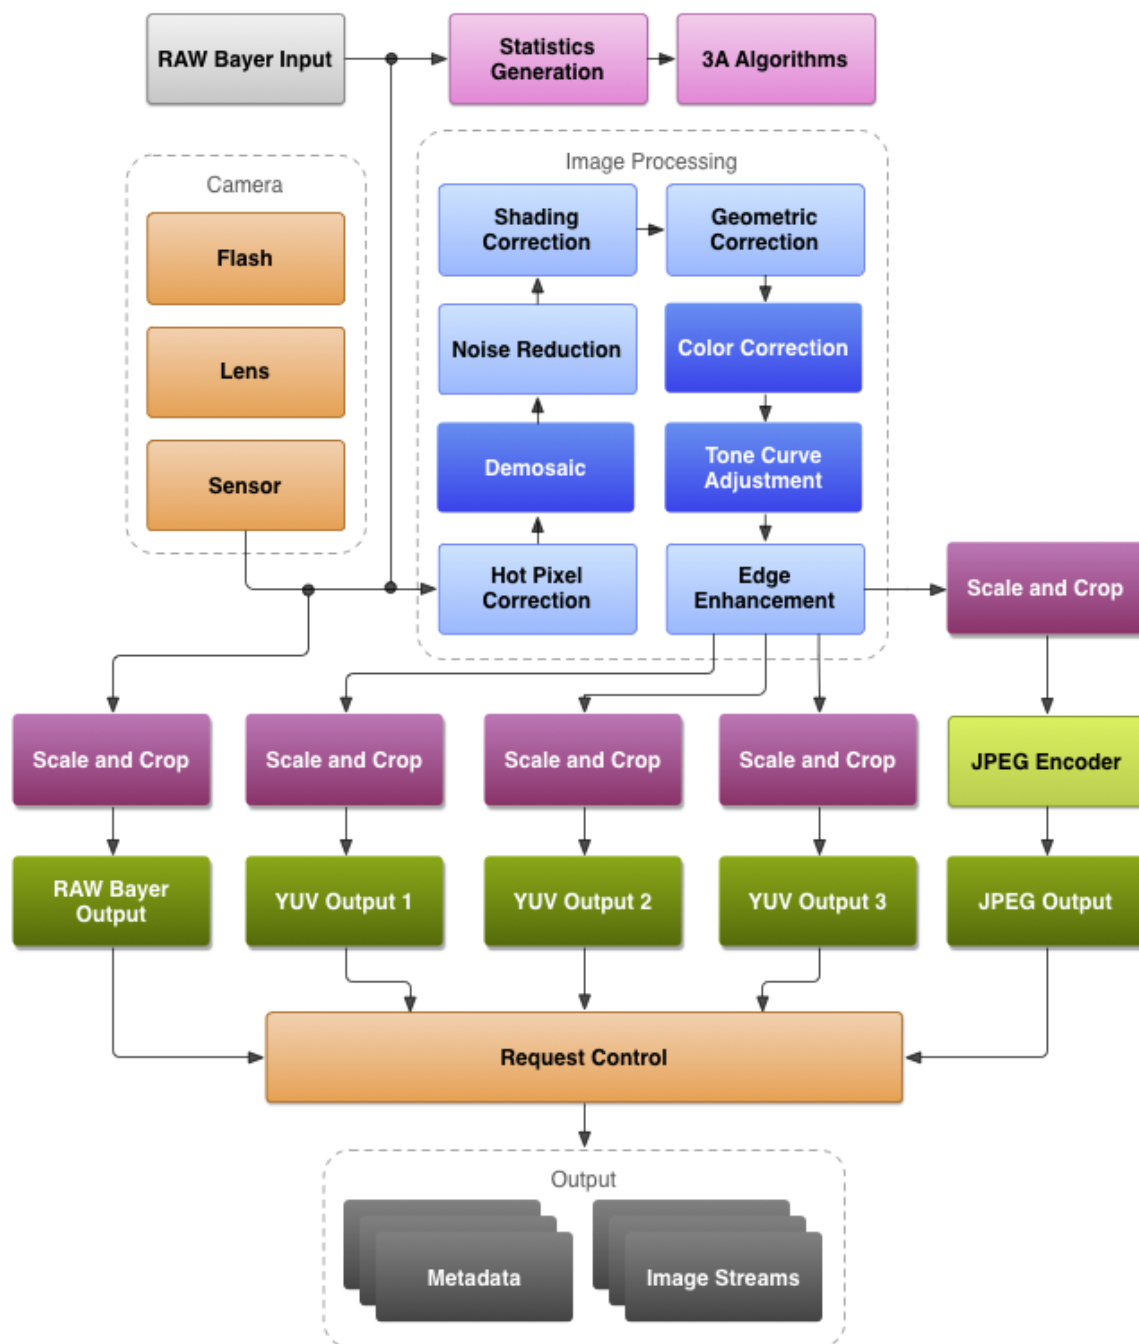 RAW Bayer Input
Statistics
Generation
3A Algorithms
Image Processing
Camera
Shading
Correction
Geometric
Correction
Flash
Noise Reduction
Color Correction
Lens
Demosaic
Tone Curve
Adjustment
Sensor
Hot Pixel
Correction
Edge
Enhancement
Scale and Crop
Scale and Crop
Scale and Crop
Scale and Crop
Scale and Crop
JPEG Encoder
RAW Bayer
Output
YUV Output 1
YUV Output 2
YUV Output 3
JPEG Output
Request Control
Output
Metadata
Image Streams